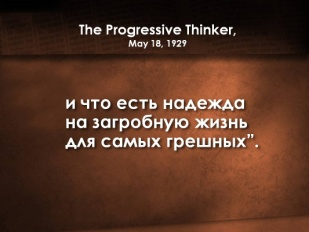 The Progressive Thinker,
May 18, 1929
и что есть надежда
на загробную жизнь
для самых грешных”.